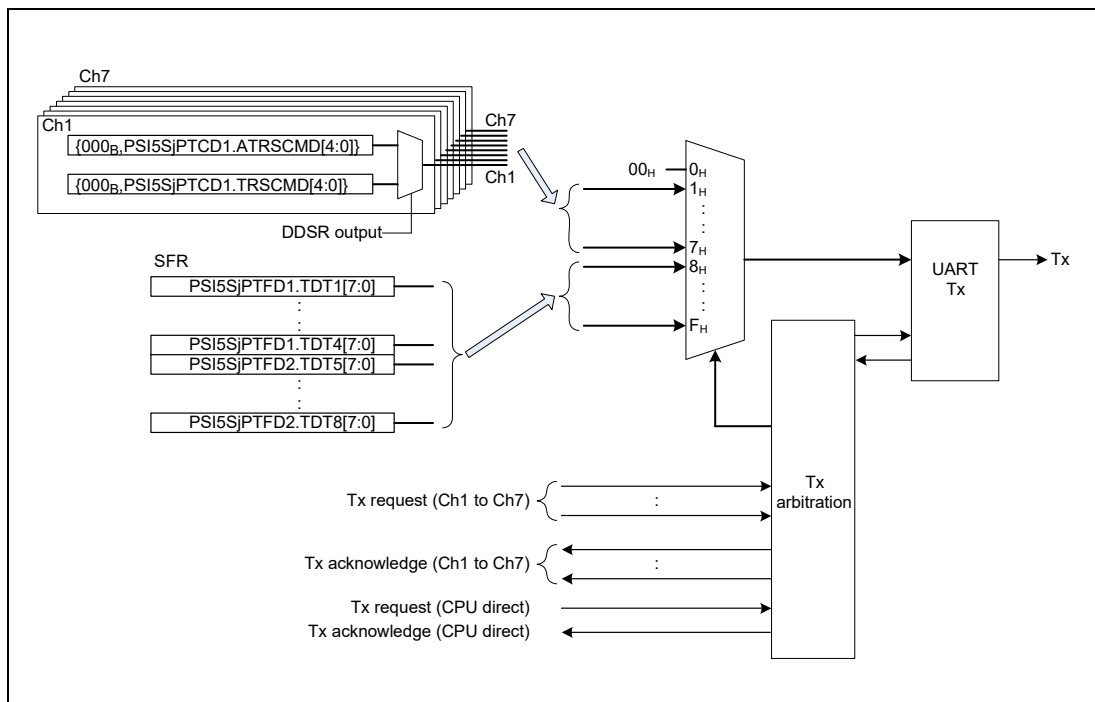 Ch7
Ch1
{000B,PSI5SjPTCD1.ATRSCMD[4:0]}
{000B,PSI5SjPTCD1.TRSCMD[4:0]}
DDSR output
Ch7
Ch1
00H
0H
1H
:
:
7H
8H
:
:
FH
UART
Tx
Tx
SFR
PSI5SjPTFD1.TDT1[7:0]
:
:
PSI5SjPTFD1.TDT4[7:0]
PSI5SjPTFD2.TDT5[7:0]
:
:
PSI5SjPTFD2.TDT8[7:0]
Tx
arbitration
Tx request (Ch1 to Ch7)
:
Tx acknowledge (Ch1 to Ch7)
:
Tx request (CPU direct)
Tx acknowledge (CPU direct)